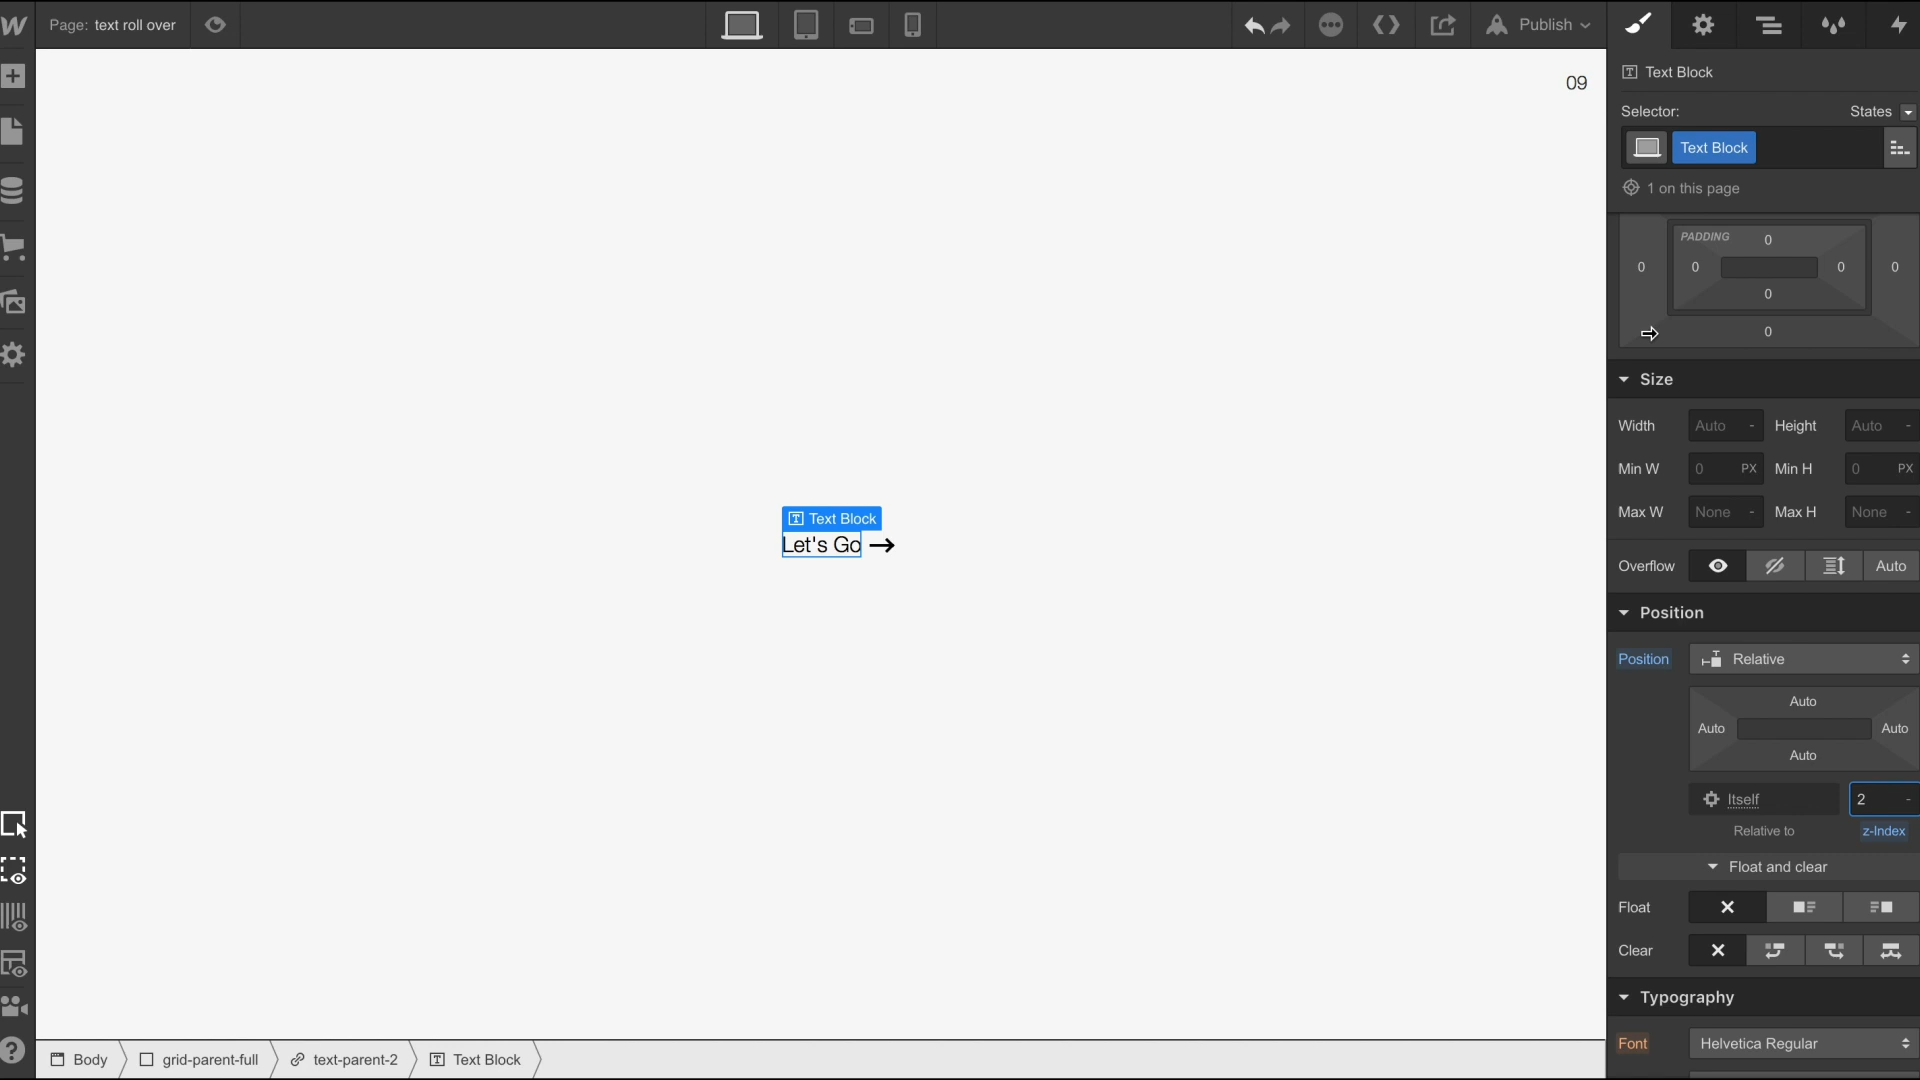 Page: text roll over
Publish
09
Text Block
Selector:
States
Text Block
1 on this page
PADDING
0
0
0
0
0
0
0
0
Size
Width
Auto
-
Height
Auto
-
Min W
0
PX
Min H
0
PX
Max W
None
-
Max H
None
-
Overflow
Auto
Position
Position
Relative
Auto
Auto
Auto
Auto
Itself
2
-
Relative to
z-Index
Float and clear
Float
Clear
Typography
Font
Helvetica Regular
Text Block
Let's Go →
Body
grid-parent-full
text-parent-2
Text Block